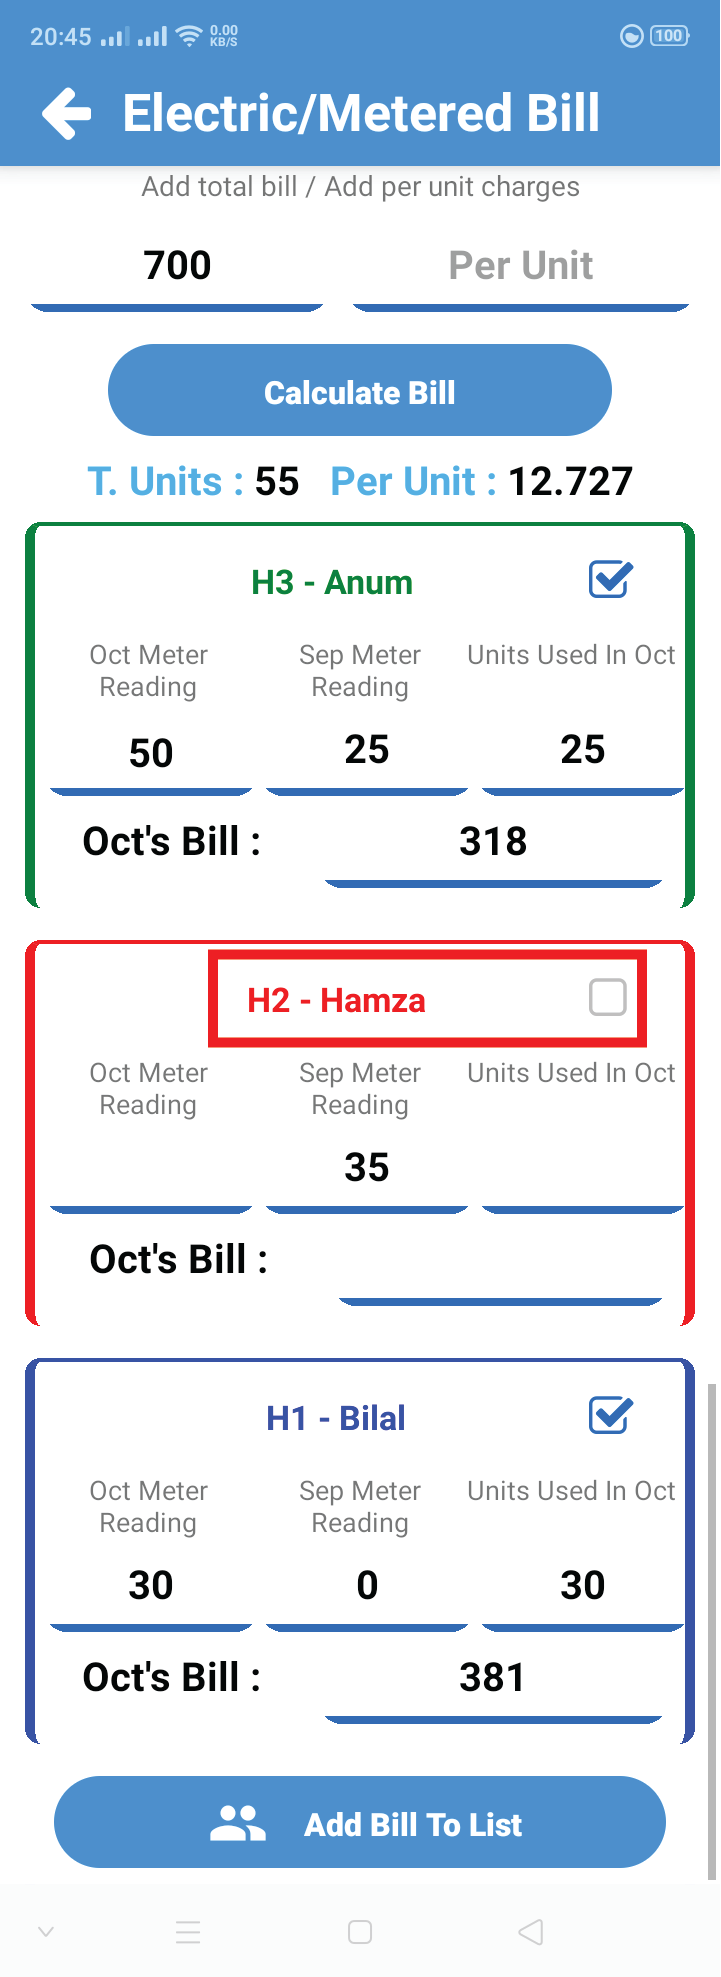 20:45 0.00 KB/S 100
Electric/Metered Bill
Add total bill / Add per unit charges
700 Per Unit
Calculate Bill
T. Units : 55 Per Unit : 12.727
H3 - Anum
Oct Meter Reading Sep Meter Reading Units Used In Oct
50 25 25
Oct's Bill : 318
H2 - Hamza
Oct Meter Reading Sep Meter Reading Units Used In Oct
35
Oct's Bill :
H1 - Bilal
Oct Meter Reading Sep Meter Reading Units Used In Oct
30 0 30
Oct's Bill : 381
Add Bill To List